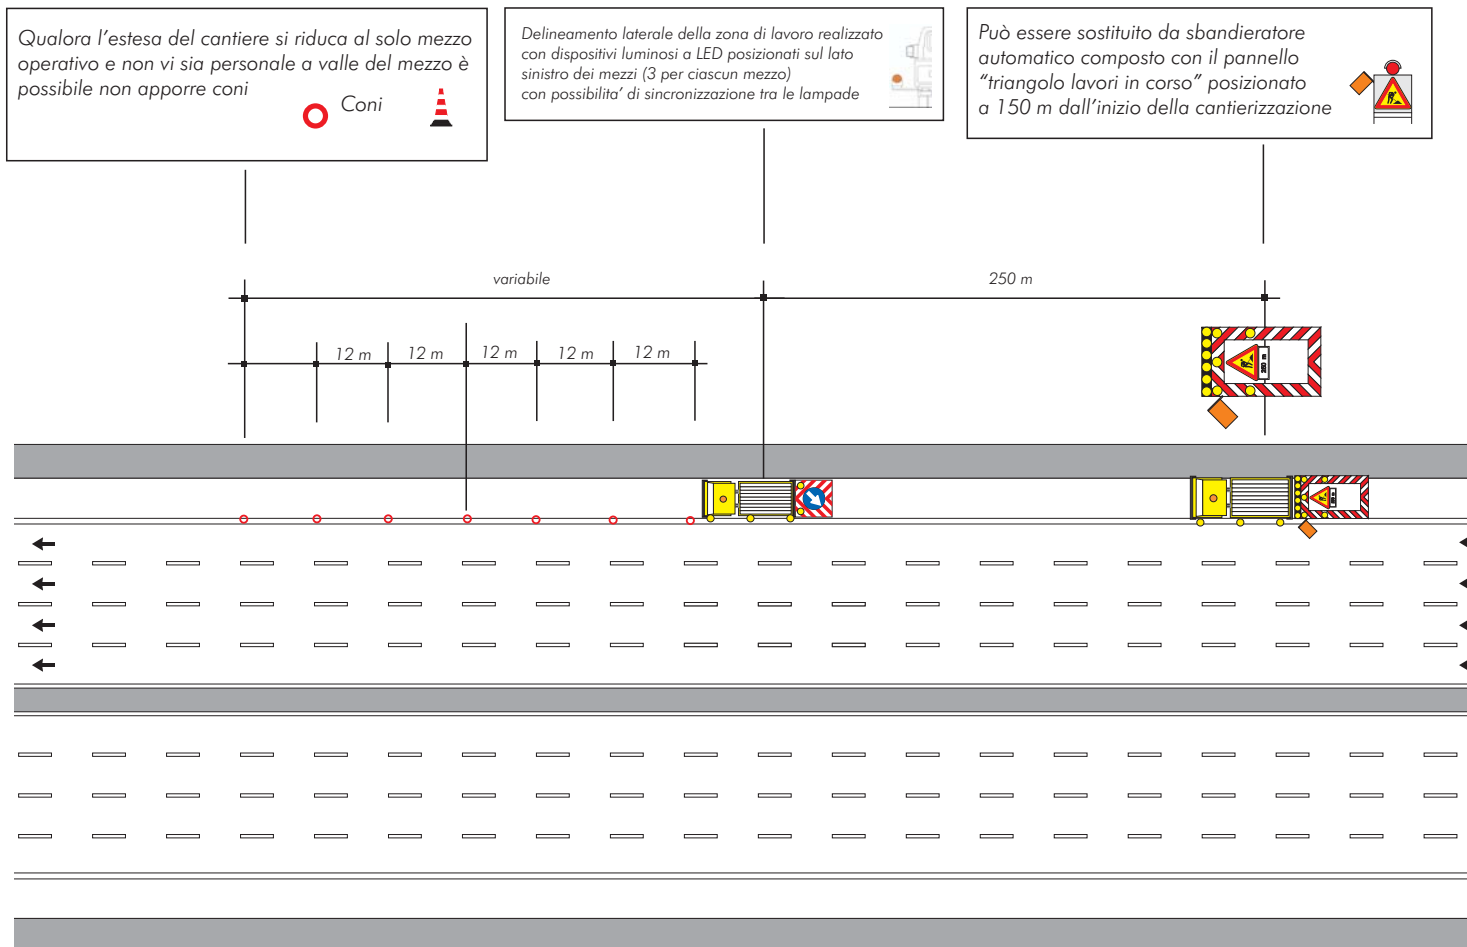 Qualora l'estesa del cantiere si riduca al solo mezzo
operativo e non vi sia personale a valle del mezzo è
possibile non apporre coni
Coni
Delineamento laterale della zona di lavoro realizzato
con dispositivi luminosi a LED posizionati sul lato
sinistro dei mezzi (3 per ciascun mezzo)
con possibilita' di sincronizzazione tra le lampade
Può essere sostituito da sbandieratore
automatico composto con il pannello
"triangolo lavori in corso" posizionato
a 150 m dall'inizio della cantierizzazione
variabile
250 m
12 m
12 m
12 m
12 m
12 m
250 m
250 m